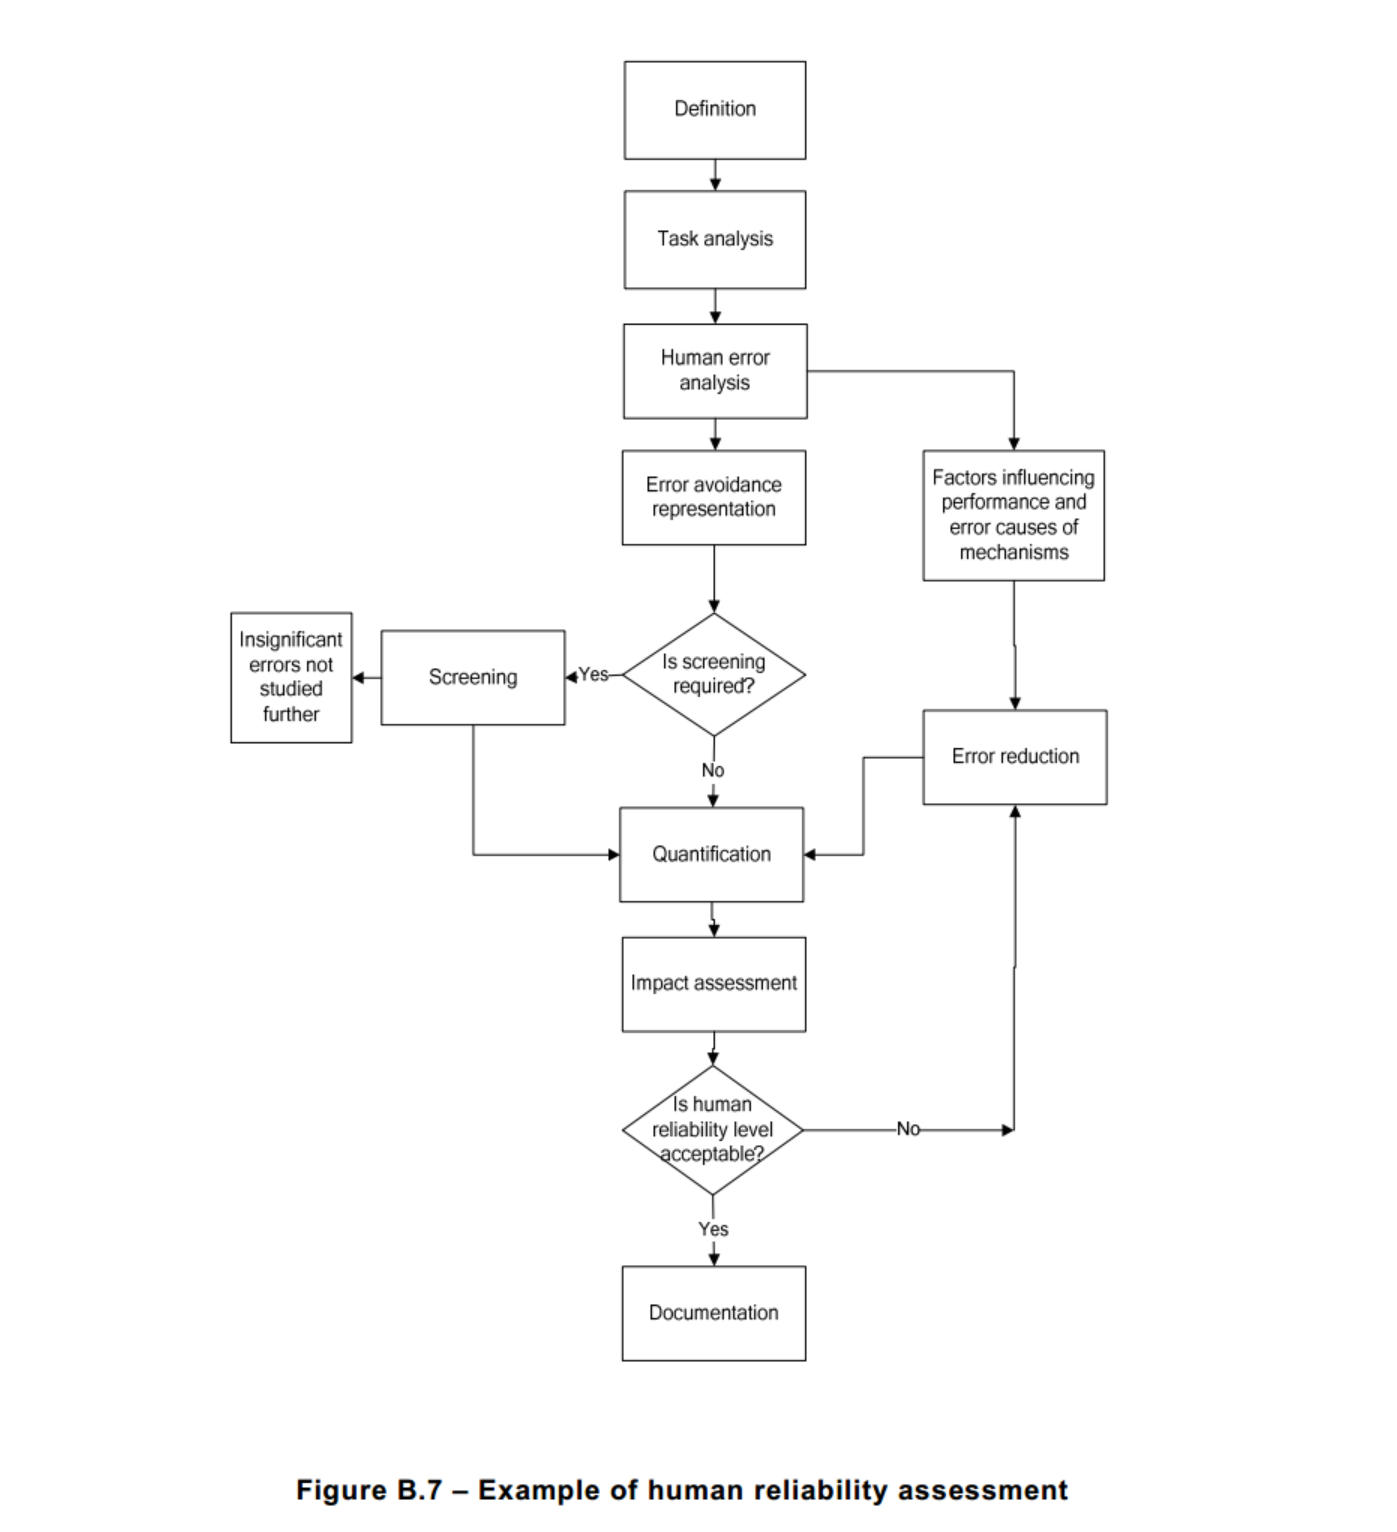 Definition
Task analysis
Human error
analysis
Error avoidance
representation
Factors influencing
performance and
error causes of
mechanisms
Insignificant
errors not
studied
further
Screening
Yes
Is screening
required?
No
Error reduction
Quantification
Impact assessment
Is human
reliability level
acceptable?
No
Yes
Documentation
Figure B.7 – Example of human reliability assessment